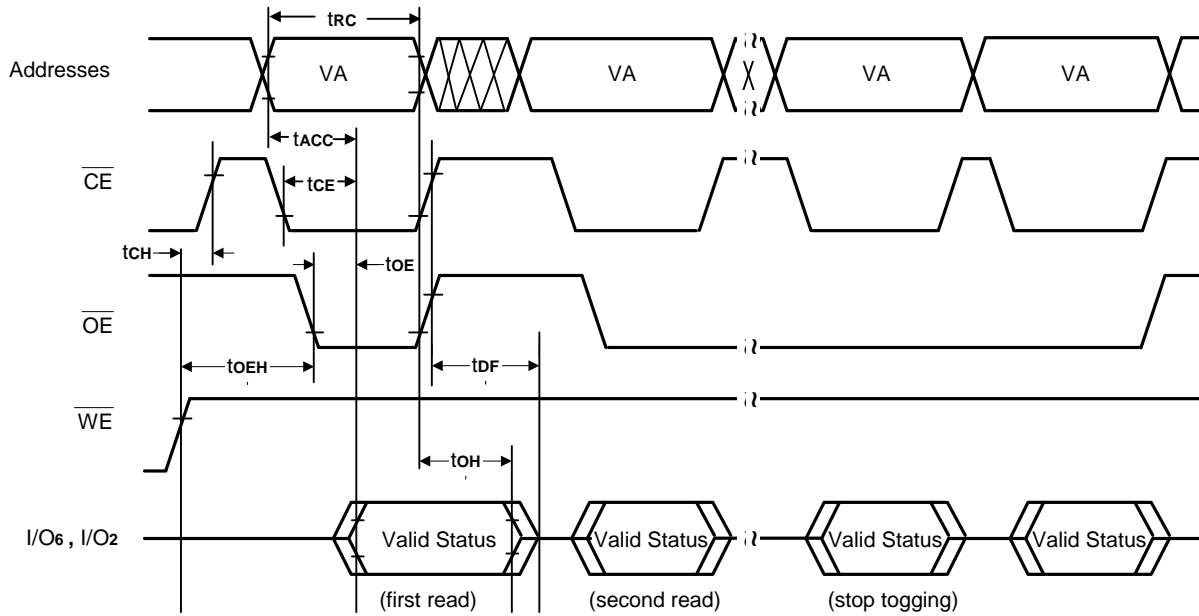 tRC
Addresses VA VA VA VA
tACC
CE tCE
tCH tOE
OE
tOEH tDF
WE
tOH
I/O6 , I/O2 Valid Status Valid Status Valid Status Valid Status
(first read) (second read) (stop togging)